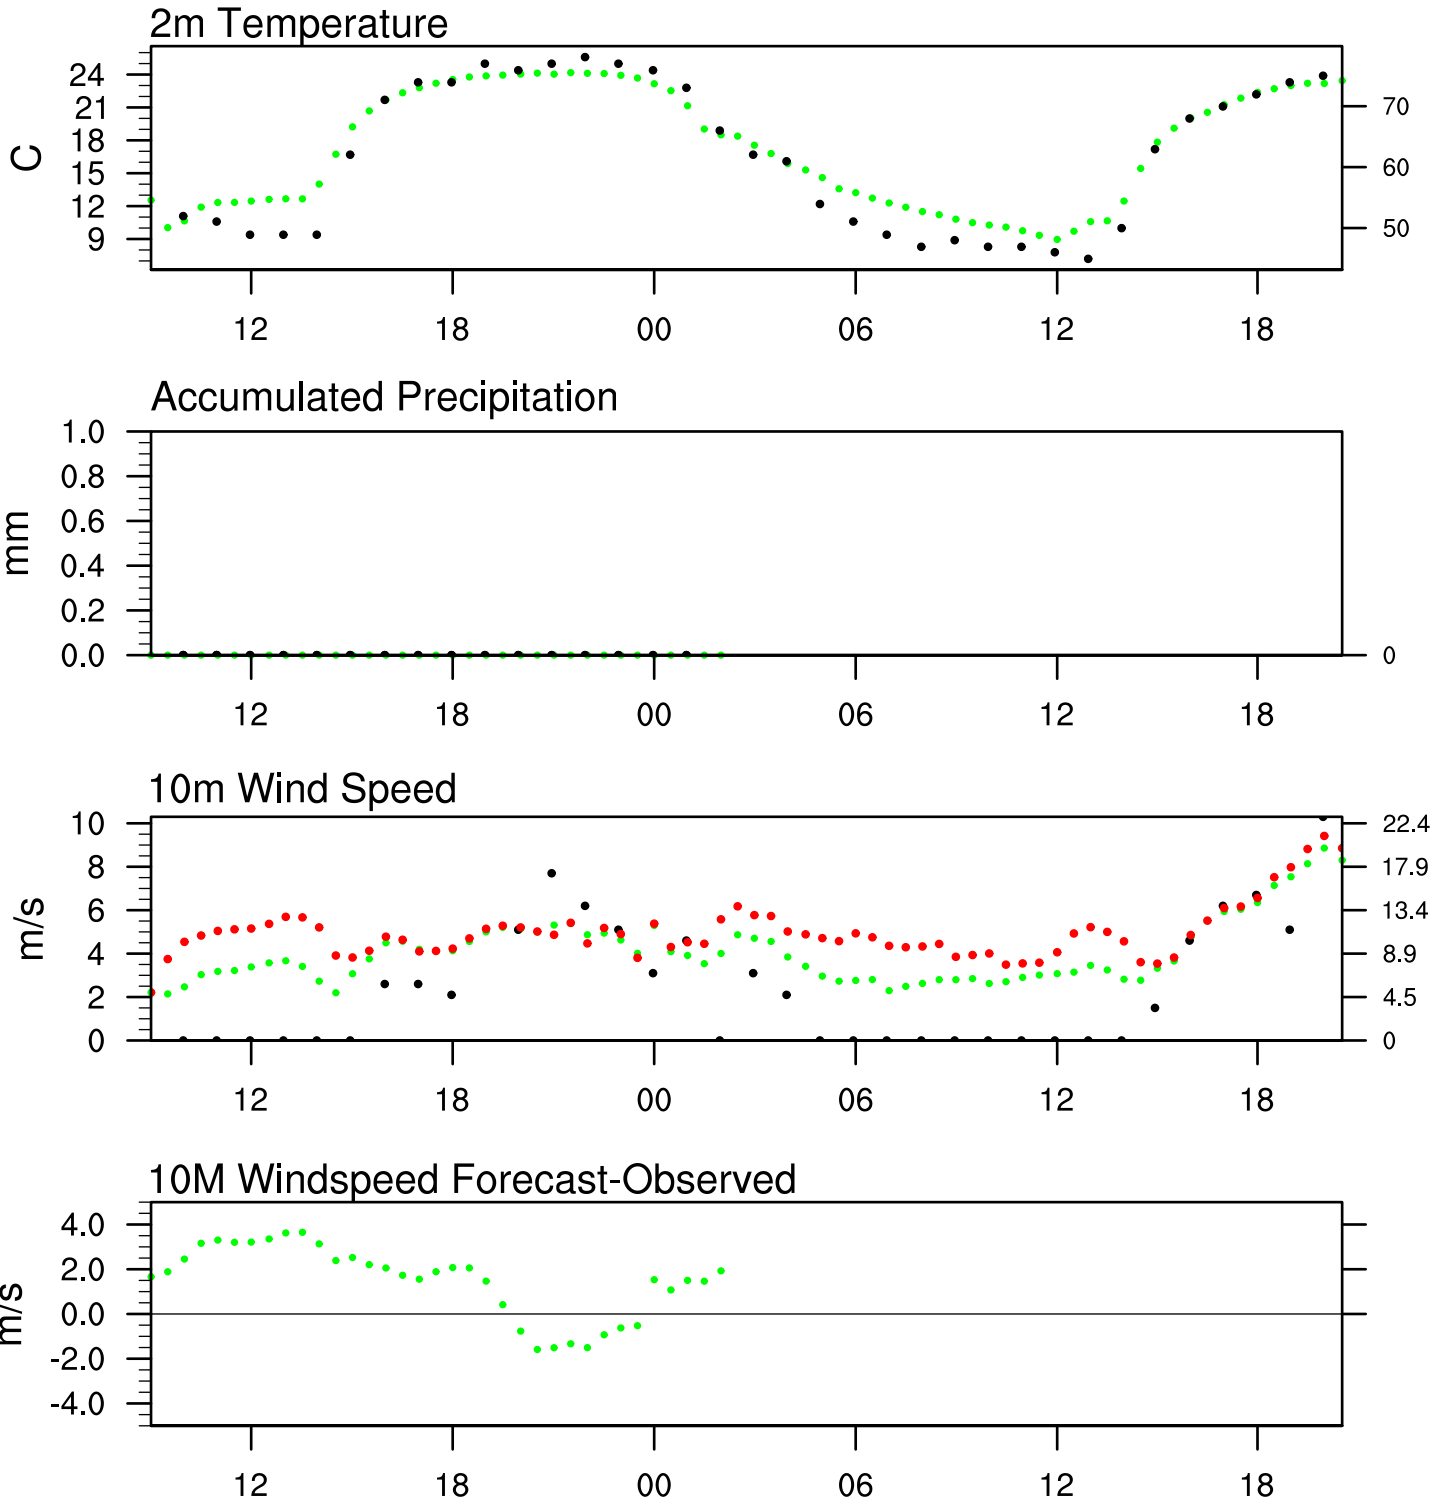 2m Temperature
24
21
18
15
12
9
C
70
60
50
12 18 00 06 12 18
Accumulated Precipitation
1.0
0.8
0.6
0.4
0.2
0.0
mm
0
12 18 00 06 12 18
10m Wind Speed
10
8
6
4
2
0
m/s
22.4
17.9
13.4
8.9
4.5
0
12 18 00 06 12 18
10M Windspeed Forecast-Observed
4.0
2.0
0.0
-2.0
-4.0
m/s
12 18 00 06 12 18